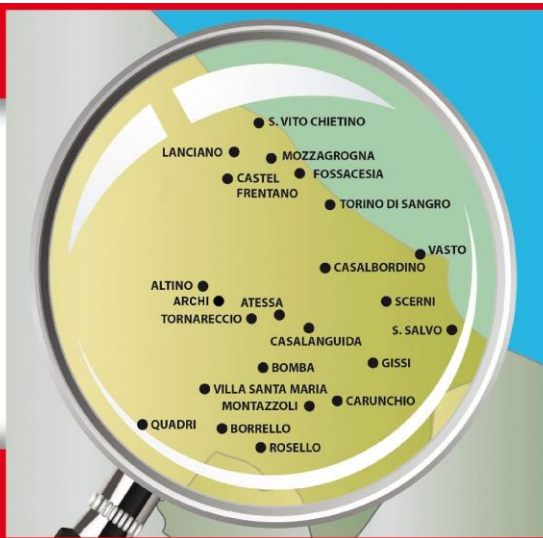 S. VITO CHIETINO
LANCIANO
MOZZAGROGNA
FOSSACESIA
CASTEL
FRENTANO
TORINO DI SANGRO
VASTO
CASALBORDINO
ALTINO
ARCHI
ATESSA
SCERNI
TORNARECCIO
S. SALVO
CASALANGUIDA
GISSI
BOMBA
VILLA SANTA MARIA
MONTAZZOLI
CARUNCHIO
QUADRI
BORRELLO
ROSELLO